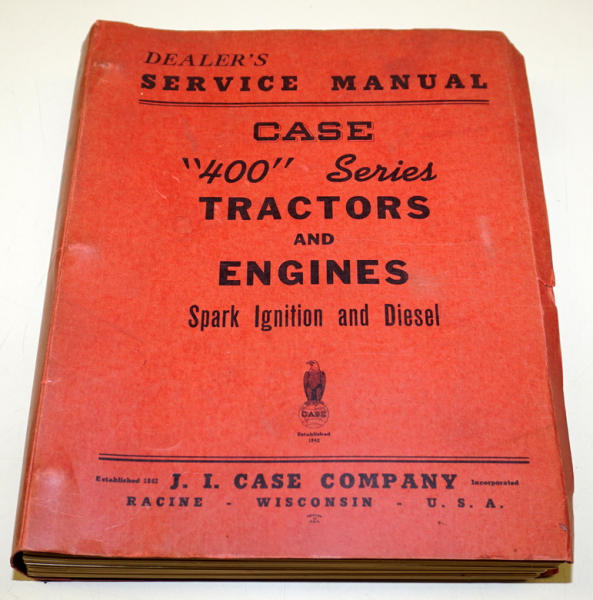 DEALER'S
SERVICE MANUAL
CASE
"400" Series
TRACTORS
AND
ENGINES
Spark Ignition and Diesel
CASE
Established
1842
Established 1842 J. I. CASE COMPANY Incorporated
RACINE - WISCONSIN - U. S. A.